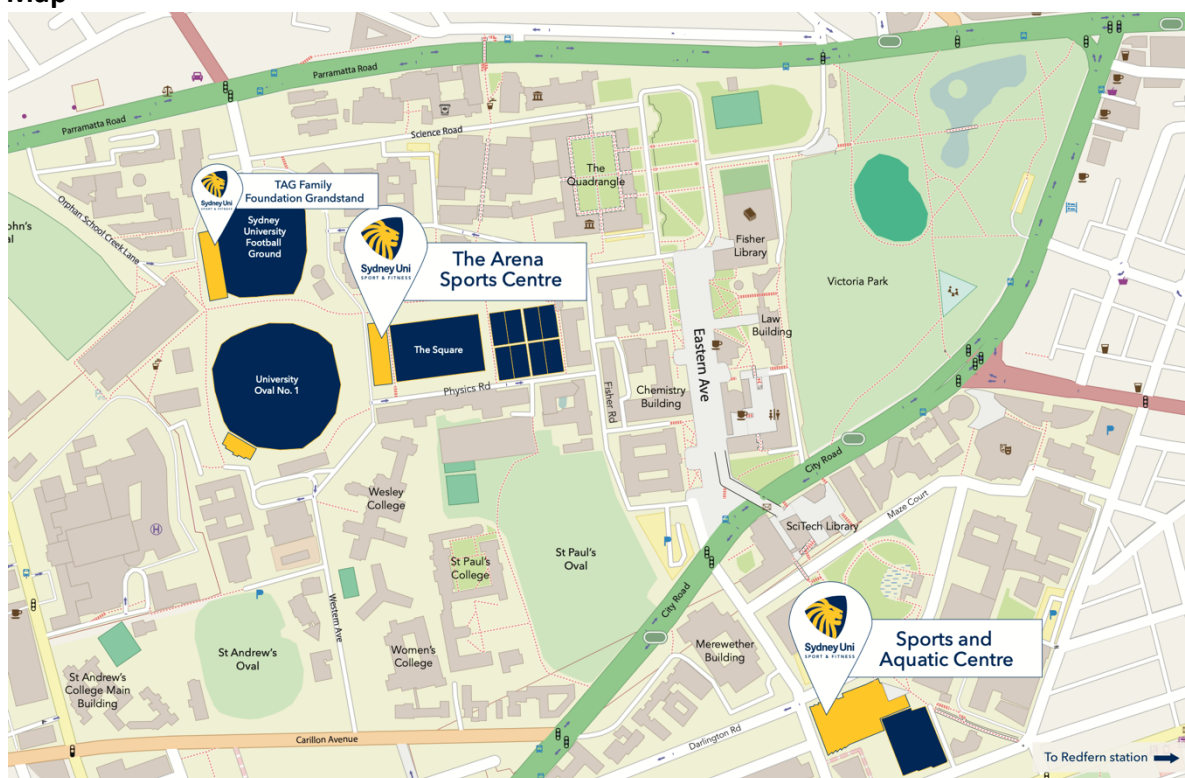 Map
Parramatta Road
Parramatta Road
Science Road
The
Quadrangle
Orphan School Creek Lane
Sydney Uni
TAG Family
Foundation Grandstand
Sydney
University
Football
Ground
Sydney Uni
SPORT & FITNESS
The Arena
Sports Centre
Fisher
Library
Victoria Park
Law
Building
Eastern Ave
The Square
University
Oval No. 1
Physics Rd
Fisher Rd
Chemistry
Building
City Road
Maze Court
SciTech Library
Wesley
College
St Paul's
College
St Paul's
Oval
City Road
Western Ave
Women's
College
St Andrew's
Oval
St Andrew's
College Main
Building
Merewether
Building
Sydney Uni
SPORT & FITNESS
Sports and
Aquatic Centre
Darlington Rd
Carillon Avenue
To Redfern station